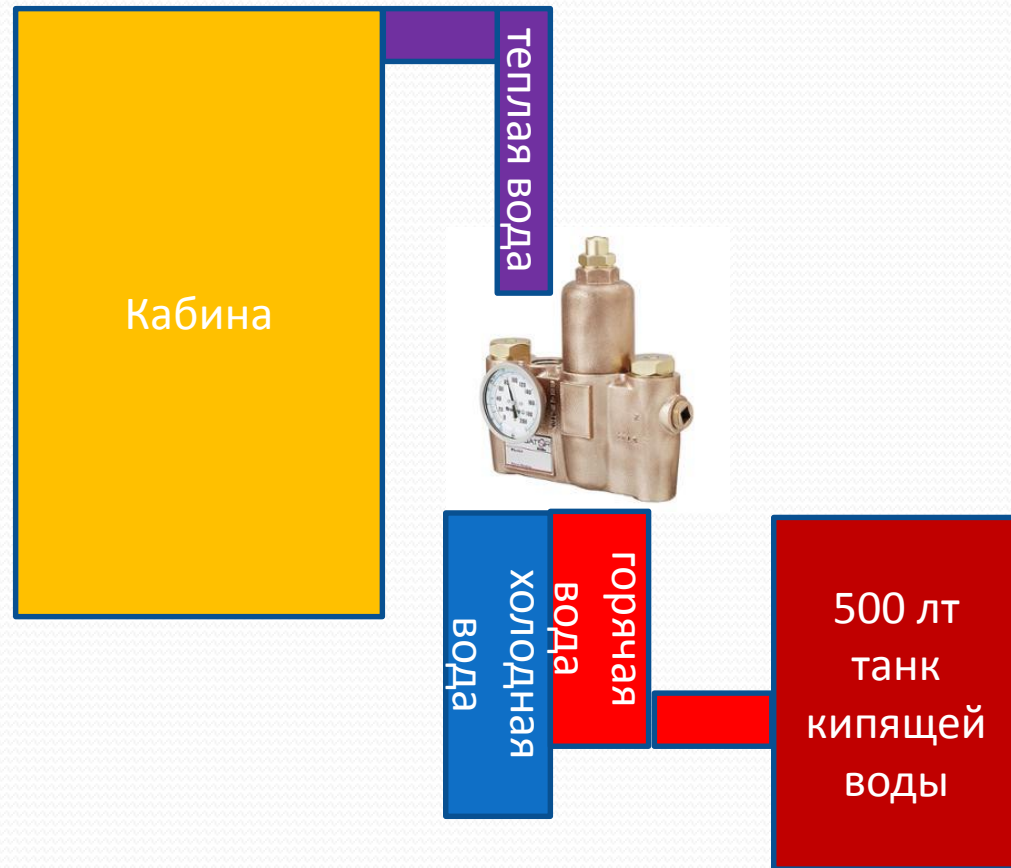 теплая вода
Кабина
холодная
вода
горячая
вода
500 лт
танк
кипящей
воды